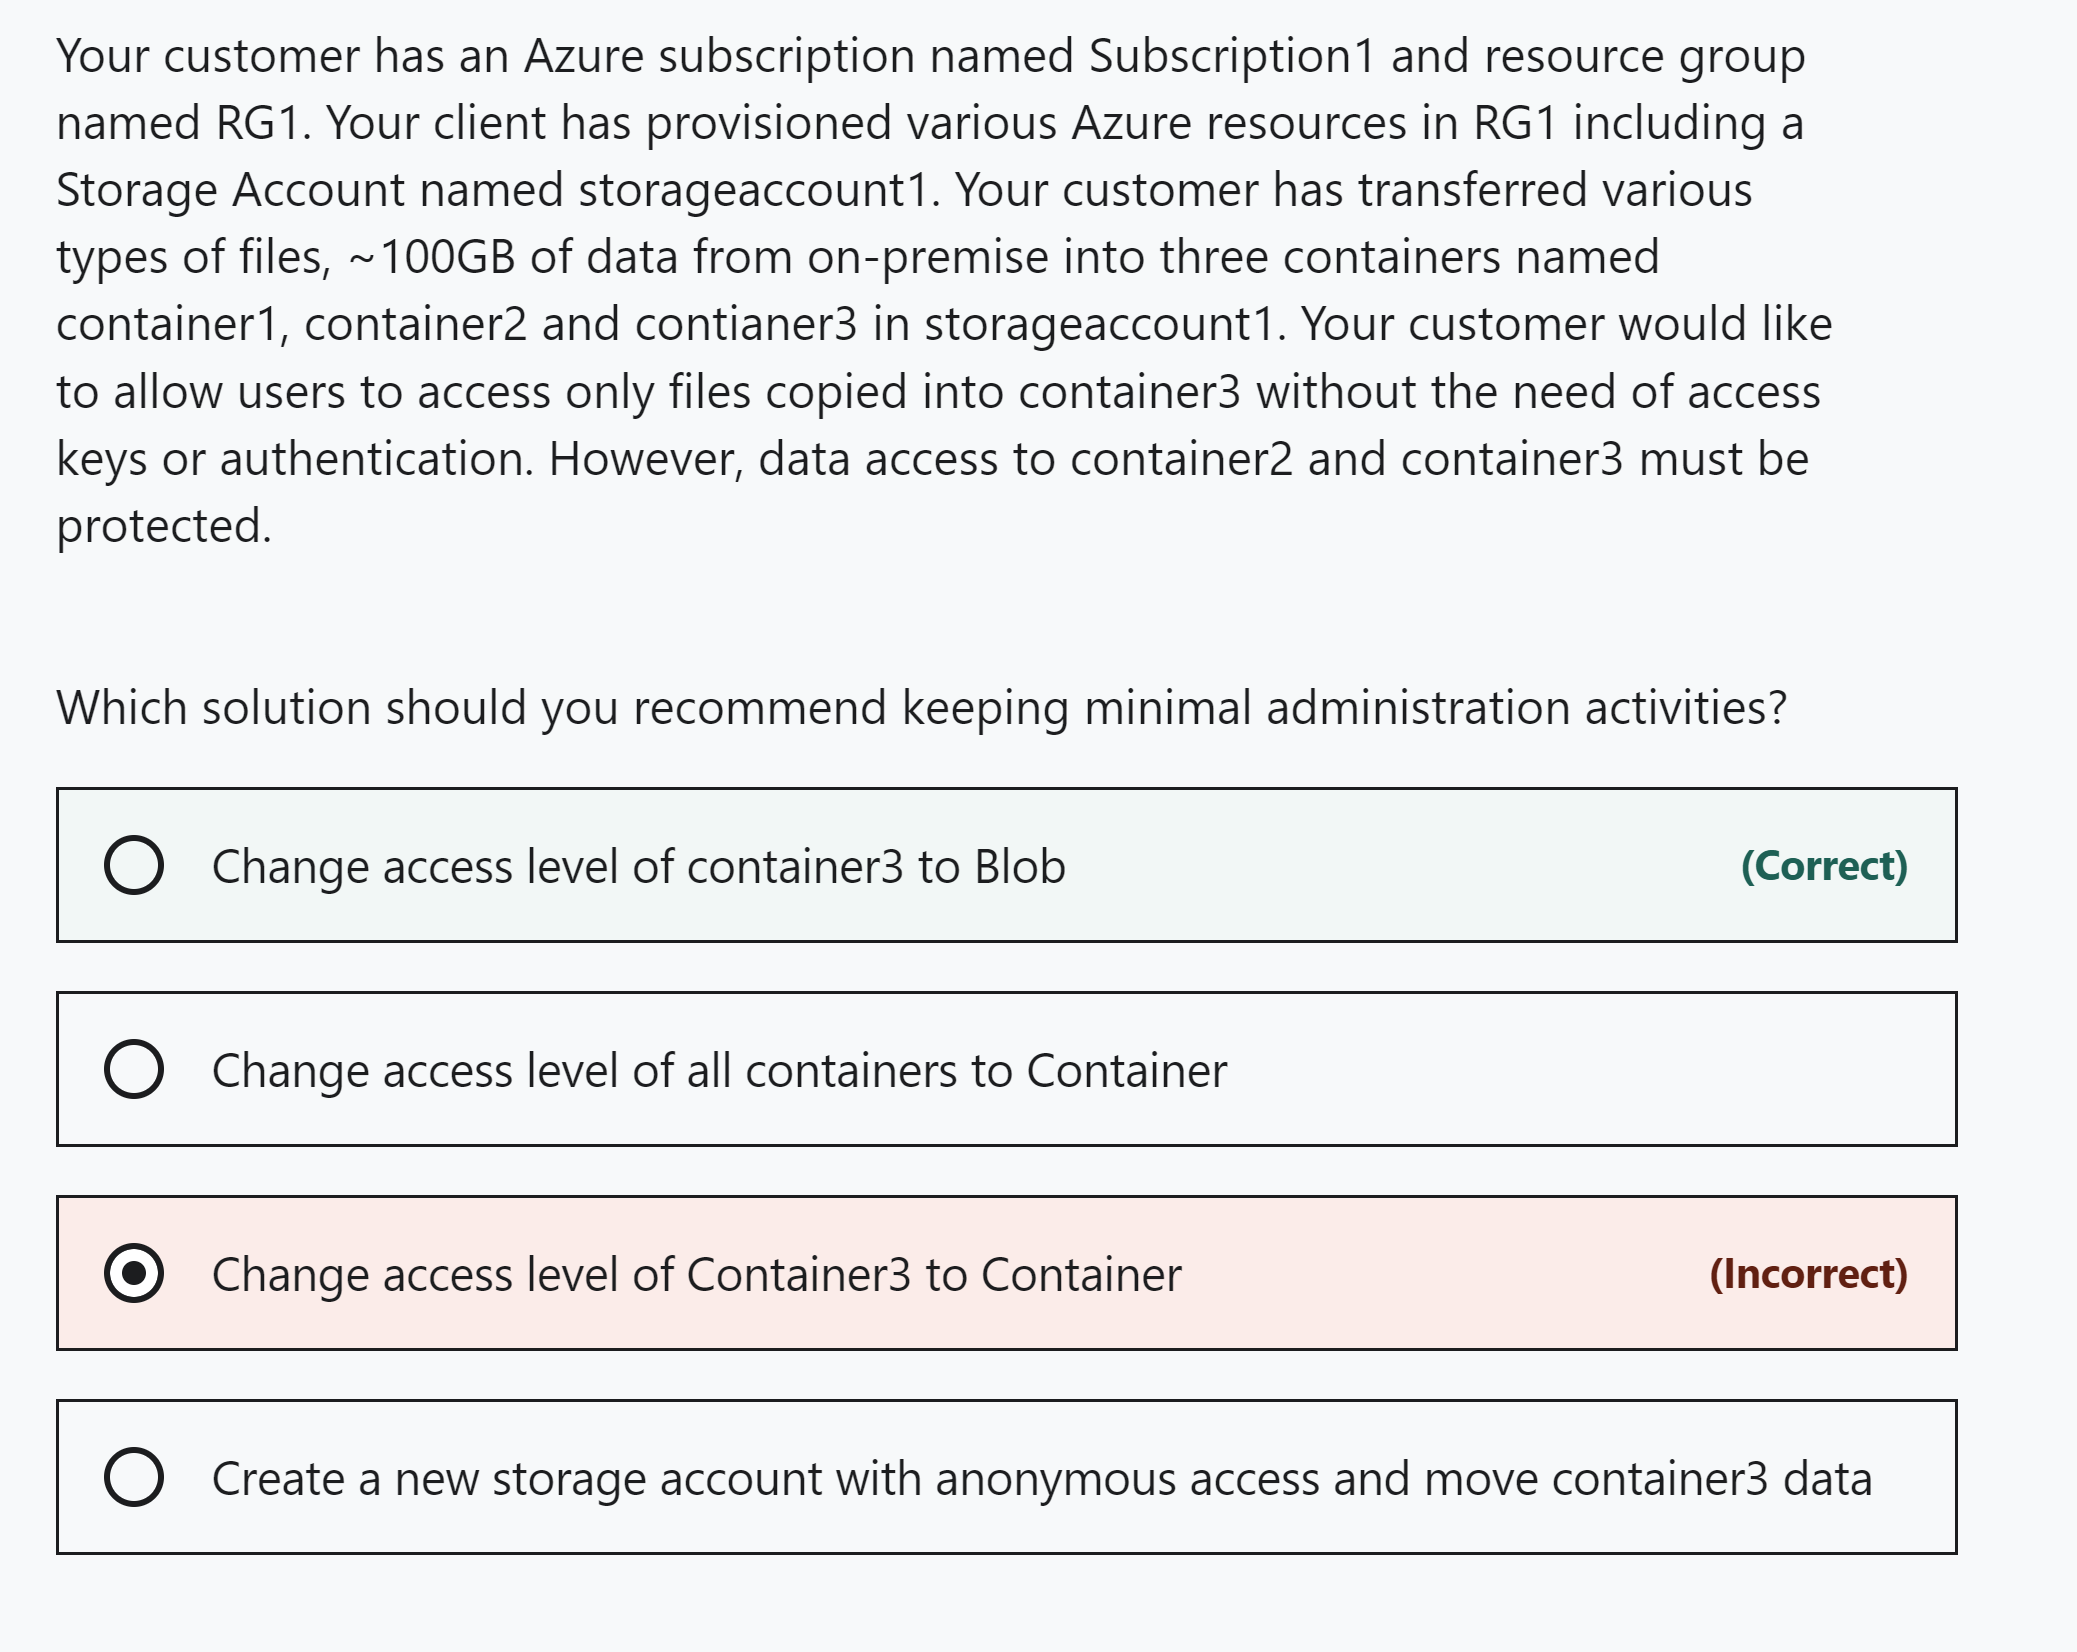 Your customer has an Azure subscription named Subscription1 and resource group
named RG1. Your client has provisioned various Azure resources in RG1 including a
Storage Account named storageaccount1. Your customer has transferred various
types of files, ~100GB of data from on-premise into three containers named
container1, container2 and contianer3 in storageaccount1. Your customer would like
to allow users to access only files copied into container3 without the need of access
keys or authentication. However, data access to container2 and container3 must be
protected.
Which solution should you recommend keeping minimal administration activities?
Change access level of container3 to Blob (Correct)
Change access level of all containers to Container
Change access level of Container3 to Container (Incorrect)
Create a new storage account with anonymous access and move container3 data